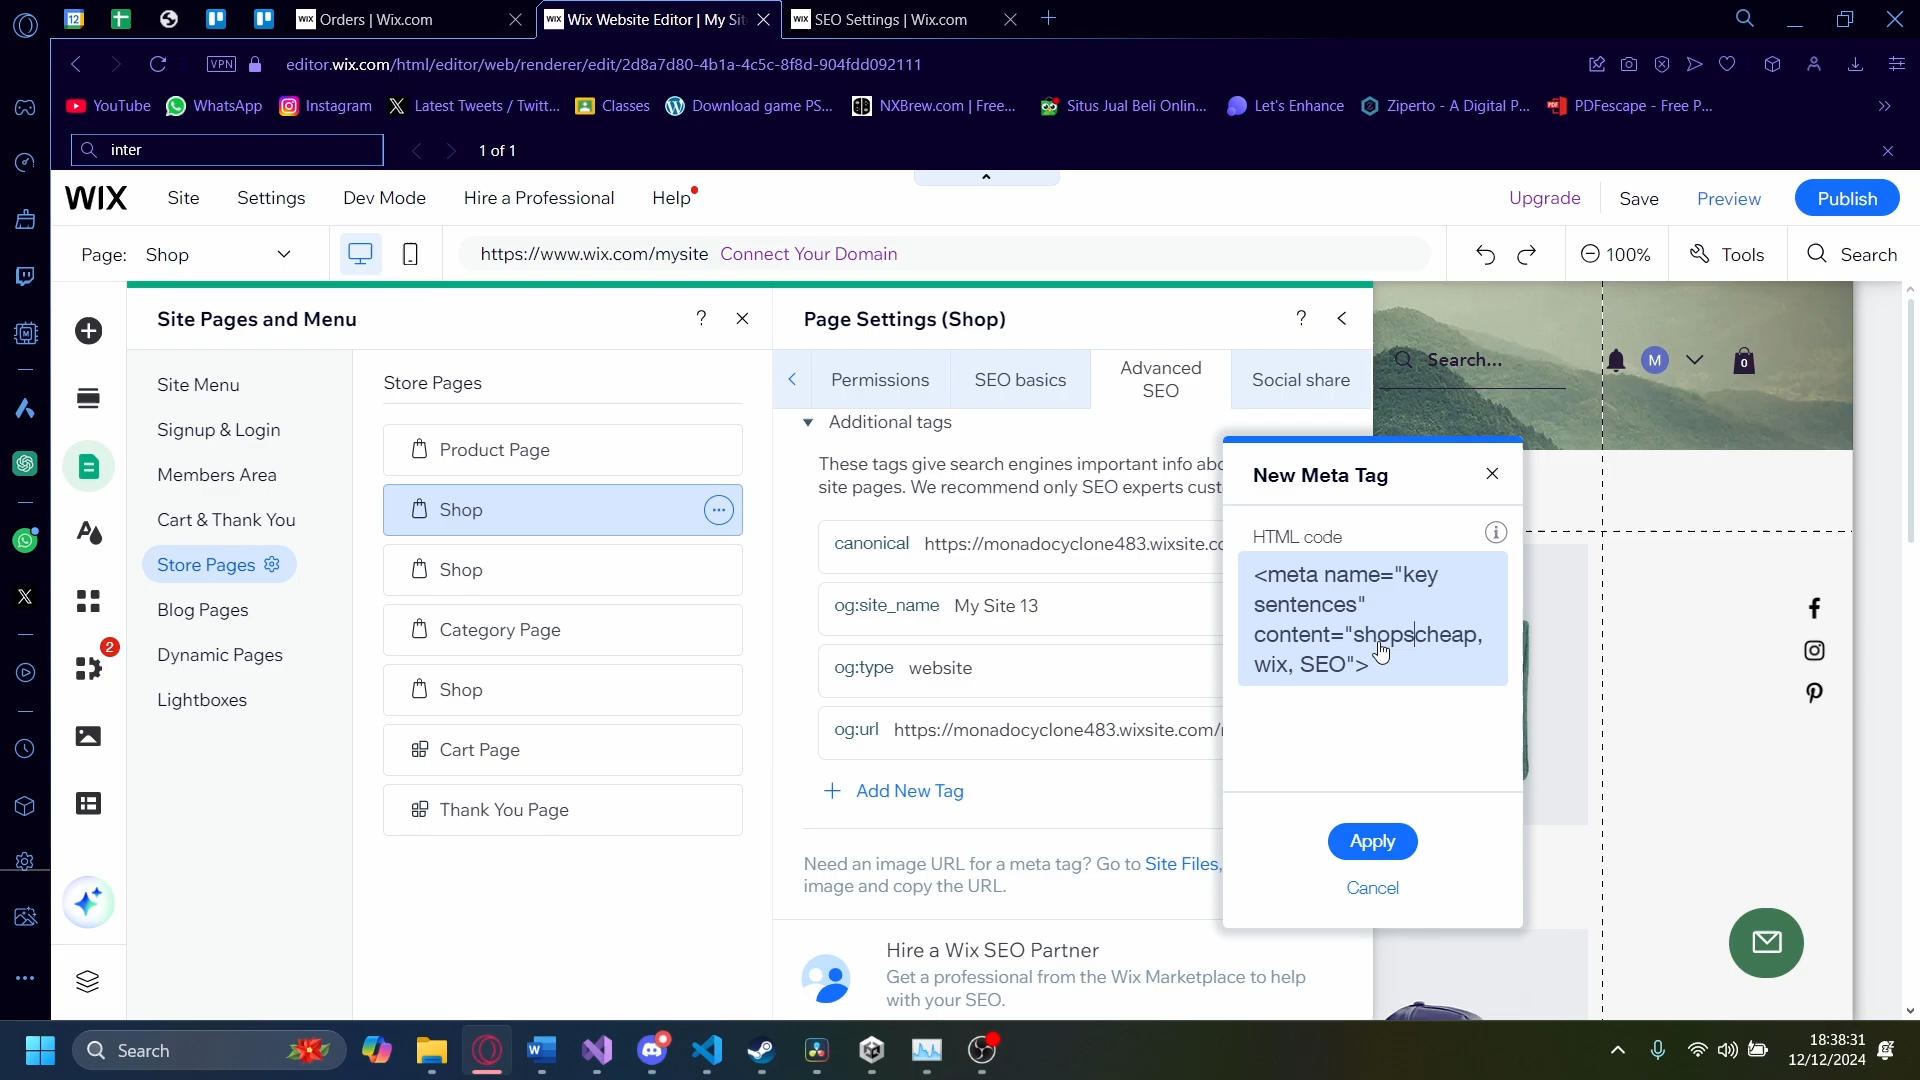 12
WIX Orders | Wix.com
WIX Wix Website Editor | My Sit
WIX SEO Settings | Wix.com
VPN
editor.wix.com/html/editor/web/renderer/edit/2d8a7d80-4b1a-4c5c-8f8d-904fdd092111
YouTube
WhatsApp
Instagram
Latest Tweets / Twitt...
Classes
Download game PS...
NXBrew.com | Free...
Situs Jual Beli Onlin...
Let's Enhance
Ziperto - A Digital P...
PDFescape - Free P...
inter
1 of 1
WIX
Site
Settings
Dev Mode
Hire a Professional
Help
Upgrade
Save
Preview
Publish
Page: Shop
https://www.wix.com/mysite Connect Your Domain
100%
Tools
Search
Site Pages and Menu
?
Page Settings (Shop)
?
Site Menu
Signup & Login
Members Area
Cart & Thank You
Store Pages
Blog Pages
Dynamic Pages
Lightboxes
2
Store Pages
Product Page
Shop
Shop
Category Page
Shop
Cart Page
Thank You Page
Permissions
SEO basics
Advanced
SEO
Social share
Additional tags
These tags give search engines important info abo
site pages. We recommend only SEO experts cust
canonical https://monadocyclone483.wixsite.co
og:site_name My Site 13
og:type website
og:url https://monadocyclone483.wixsite.com/
+ Add New Tag
Need an image URL for a meta tag? Go to Site Files,
image and copy the URL.
Hire a Wix SEO Partner
Get a professional from the Wix Marketplace to help
with your SEO.
New Meta Tag
HTML code
<meta name="key
sentences"
content="shopscheap,
wix, SEO">
Apply
Cancel
Search...
M
0
Search
18:38:31
12/12/2024